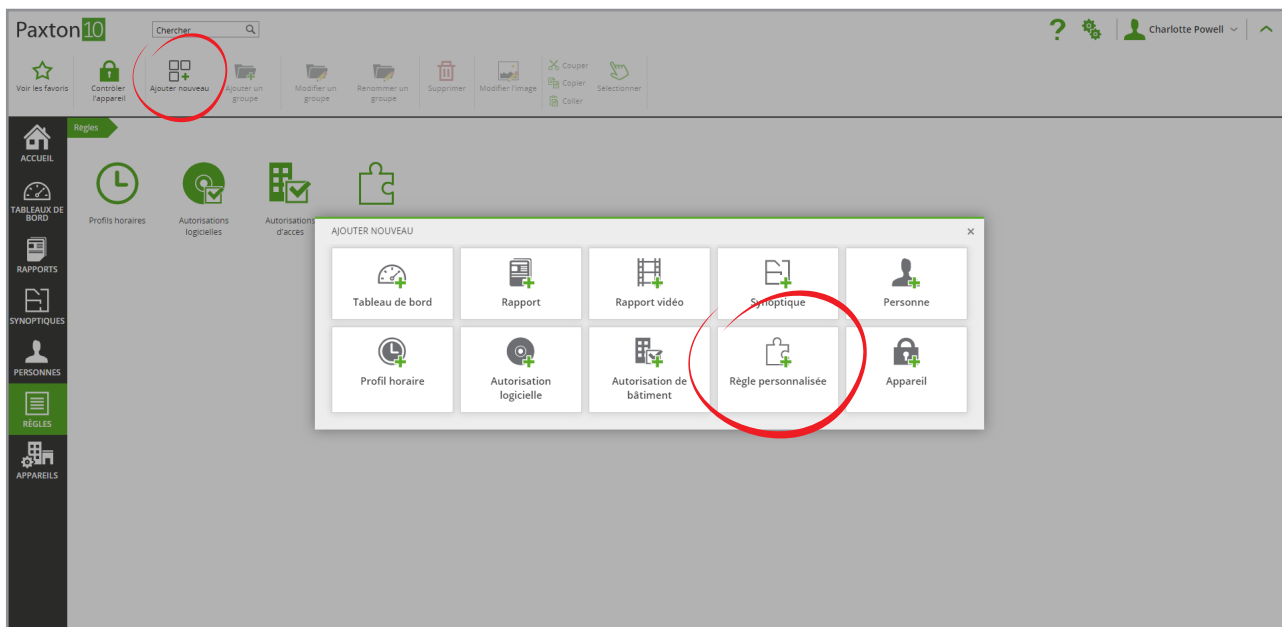 Paxton10
Chercher
Charlotte Powell
Voir les favoris
Contrôler
l'appareil
Ajouter nouveau
Ajouter un
groupe
Modifier un
groupe
Renommer un
groupe
Supprimer
Modifier l'image
Couper
Copier
Coller
Sélectionner
Règles
ACCUEIL
TABLEAUX DE
BORD
RAPPORTS
SYNOPTIQUES
PERSONNES
RÈGLES
APPAREILS
Profils horaires
Autorisations
logicielles
Autorisations
d'accès
AJOUTER NOUVEAU
Tableau de bord
Rapport
Rapport vidéo
Synoptique
Personne
Profil horaire
Autorisation
logicielle
Autorisation de
bâtiment
Règle personnalisée
Appareil